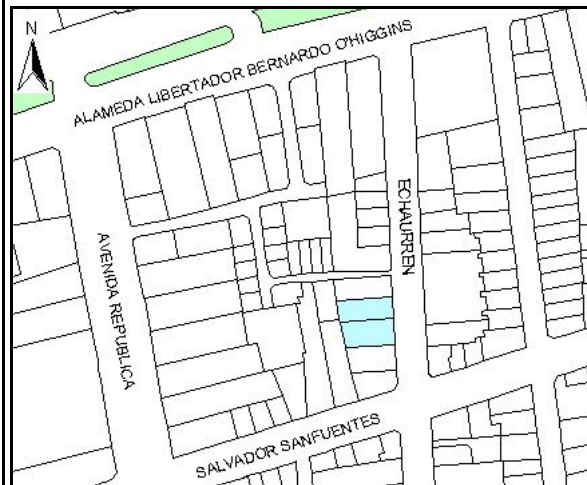 N
ALAMEDA LIBERTADOR BERNARDO O'HIGGINS
ECHAURREN
AVENIDA REPUBLICA
SALVADOR SANFUENTES